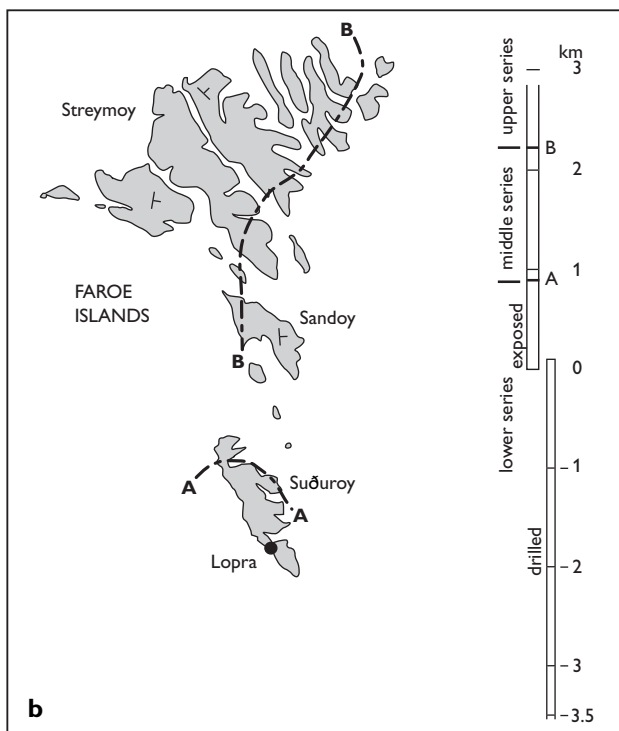 B
km
3
upper series
Streymoy
B
2
middle series
1
A
FAROE
ISLANDS
Sandoy
exposed
B
0
lower series
–1
A
Suðuroy
A
Lopra
drilled
–2
–3
b
–3.5